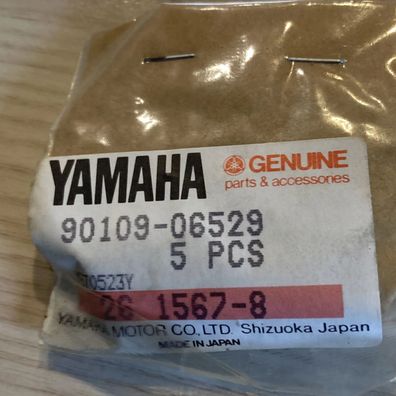 YAMAHA GENUINE
parts & accessories
90109-06529
5 PCS
570523Y
26 1567-8
YAMAHA MOTOR CO., LTD. Shizuoka Japan
MADE IN JAPAN